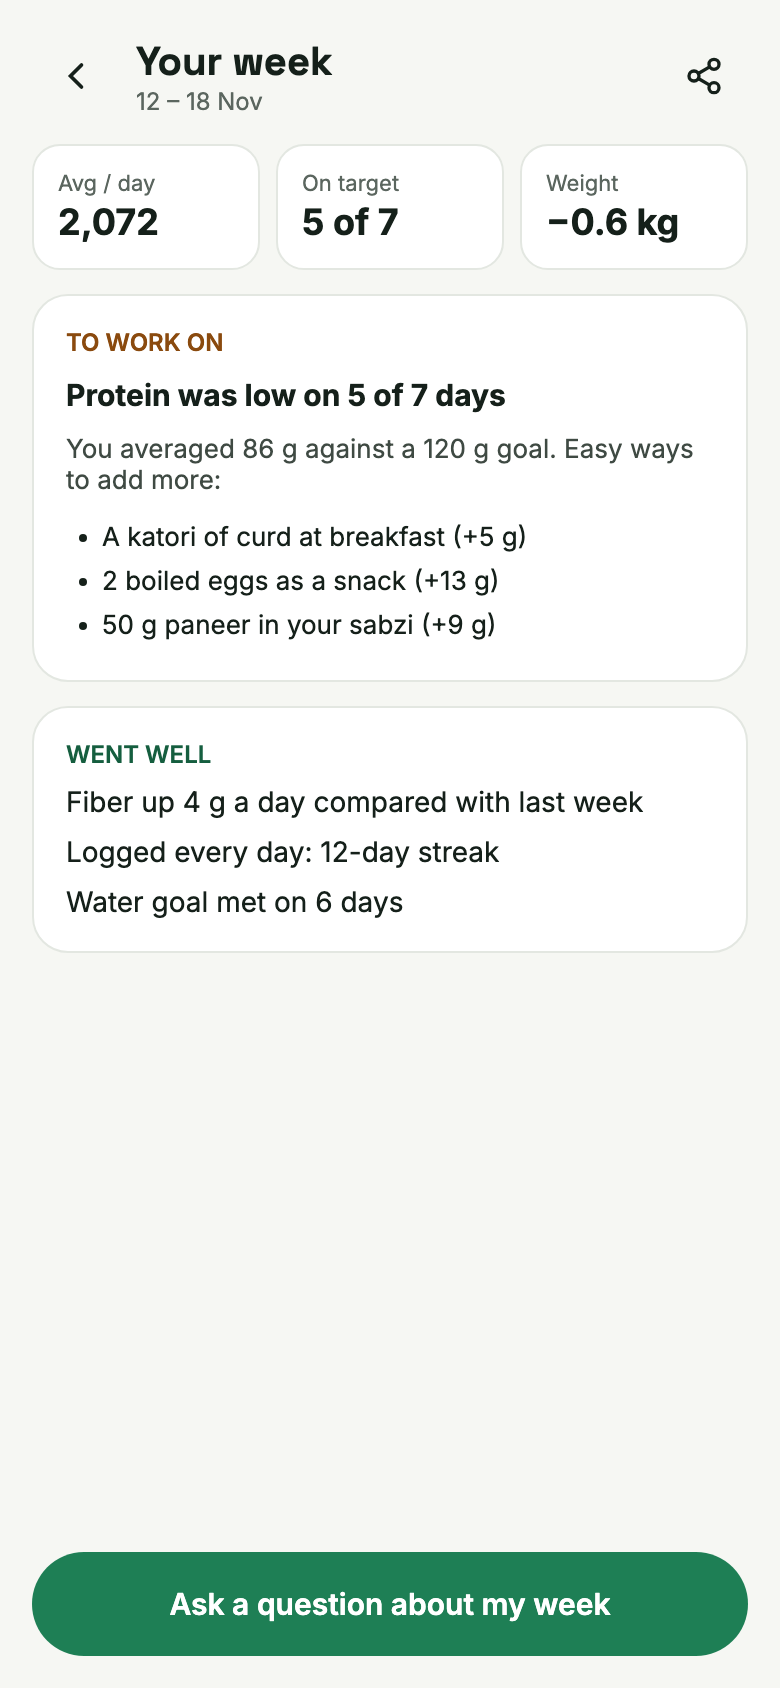 Your week
12 – 18 Nov
Avg / day
2,072
On target
5 of 7
Weight
−0.6 kg
TO WORK ON
Protein was low on 5 of 7 days
You averaged 86 g against a 120 g goal. Easy ways
to add more:
• A katori of curd at breakfast (+5 g)
• 2 boiled eggs as a snack (+13 g)
• 50 g paneer in your sabzi (+9 g)
WENT WELL
Fiber up 4 g a day compared with last week
Logged every day: 12-day streak
Water goal met on 6 days
Ask a question about my week